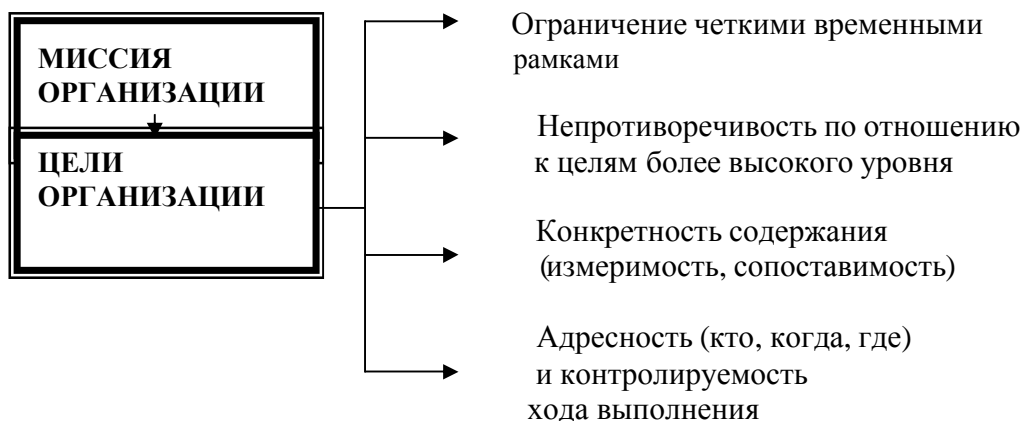 МИССИЯ
ОРГАНИЗАЦИИ
ЦЕЛИ
ОРГАНИЗАЦИИ
Ограничение четкими временными
рамками
Непротиворечивость по отношению
к целям более высокого уровня
Конкретность содержания
(измеримость, сопоставимость)
Адресность (кто, когда, где)
и контролируемость
хода выполнения